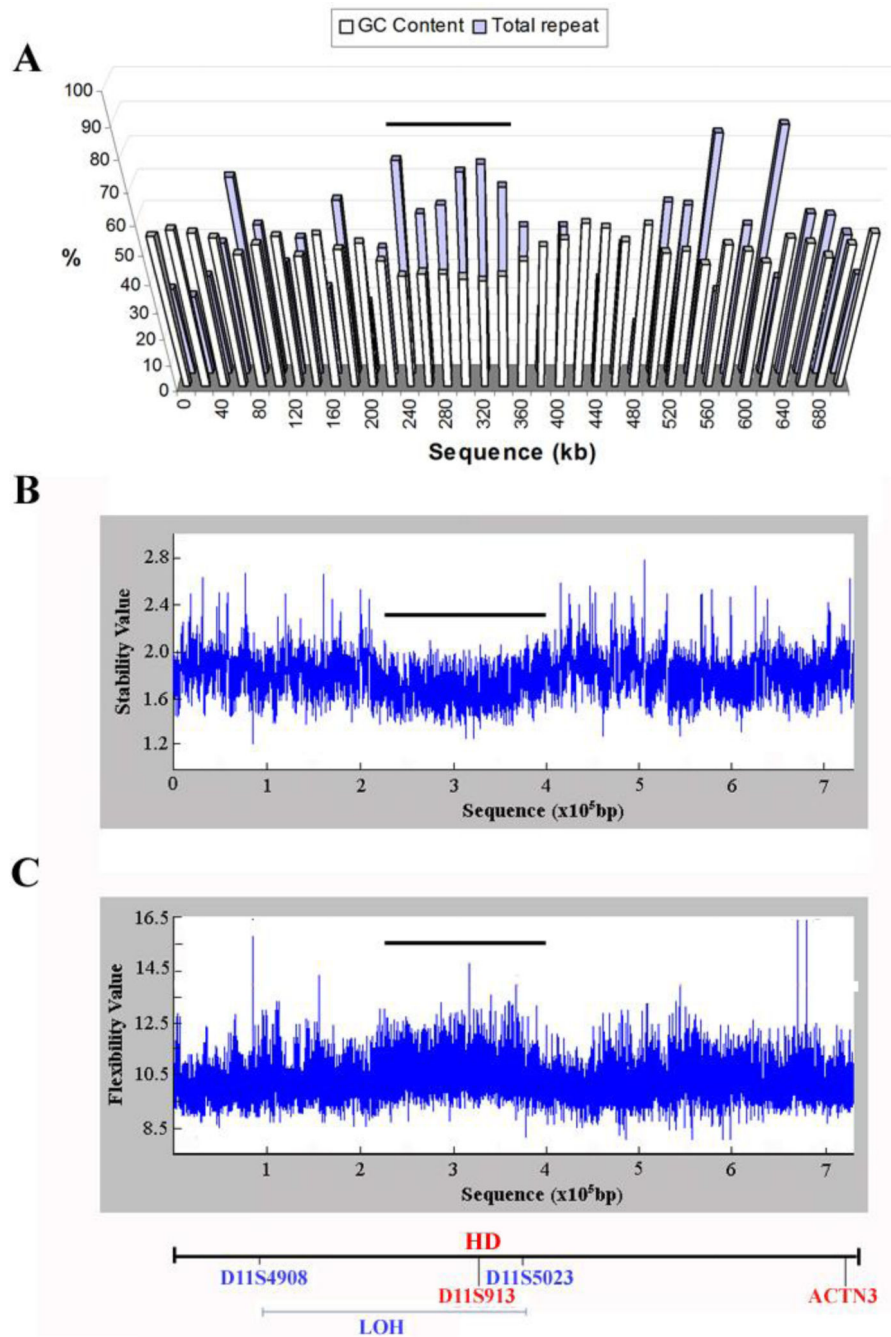 GC Content Total repeat
A
100
90
80
70
60
50
40
30
20
10
0
%
0 40 80 120 160 200 240 280 320 360 400 440 480 520 560 600 640 680
Sequence (kb)
B
Stability Value
2.8
2.4
2.0
1.6
1.2
0 1 2 3 4 5 6 7
Sequence (x10⁵bp)
C
Flexibility Value
16.5
14.5
12.5
10.5
8.5
1 2 3 4 5 6 7
Sequence (x10⁵bp)
HD
D11S4908 D11S5023
D11S913 ACTN3
LOH